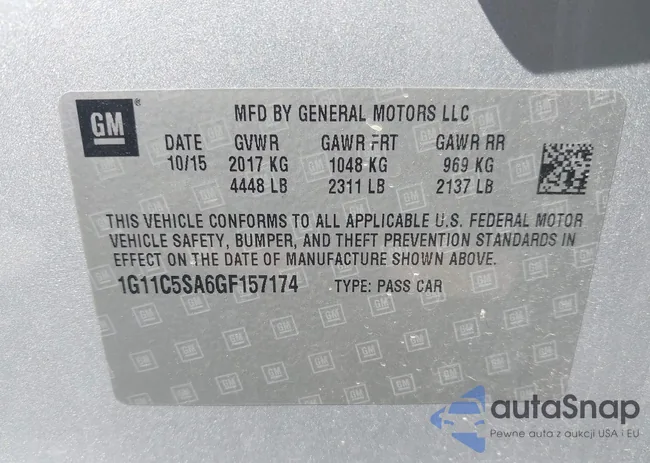 GM
MFD BY GENERAL MOTORS LLC
DATE GVWR GAWR FRT GAWR RR
10/15 2017 KG 1048 KG 969 KG
4448 LB 2311 LB 2137 LB
THIS VEHICLE CONFORMS TO ALL APPLICABLE U.S. FEDERAL MOTOR
VEHICLE SAFETY, BUMPER, AND THEFT PREVENTION STANDARDS IN
EFFECT ON THE DATE OF MANUFACTURE SHOWN ABOVE.
1G11C5SA6GF157174 TYPE: PASS CAR
autaSnap
Pewne auta z aukcji USA i EU